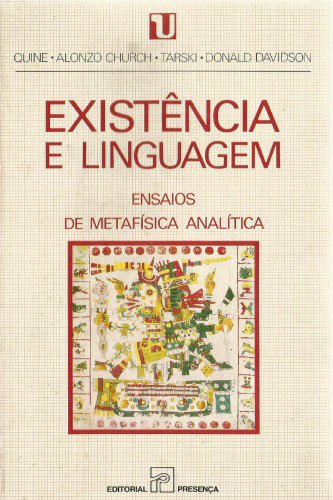 U
QUINE • ALONZO CHURCH • TARSKI • DONALD DAVIDSON
EXISTÊNCIA
E LINGUAGEM
ENSAIOS
DE METAFÍSICA ANALÍTICA
EDITORIAL P PRESENÇA